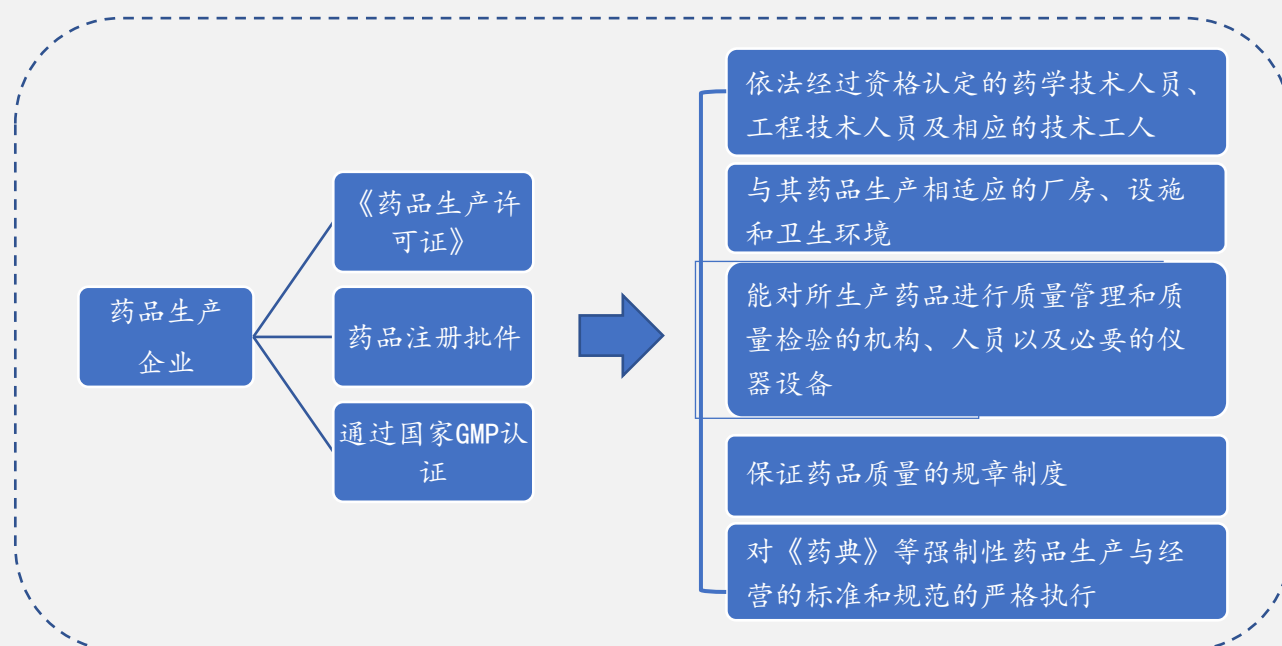 药品生产
企业
《药品生产许
可证》
药品注册批件
通过国家GMP认
证
依法经过资格认定的药学技术人员、
工程技术人员及相应的技术工人
与其药品生产相适应的厂房、设施
和卫生环境
能对所生产药品进行质量管理和质
量检验的机构、人员以及必要的仪
器设备
保证药品质量的规章制度
对《药典》等强制性药品生产与经
营的标准和规范的严格执行